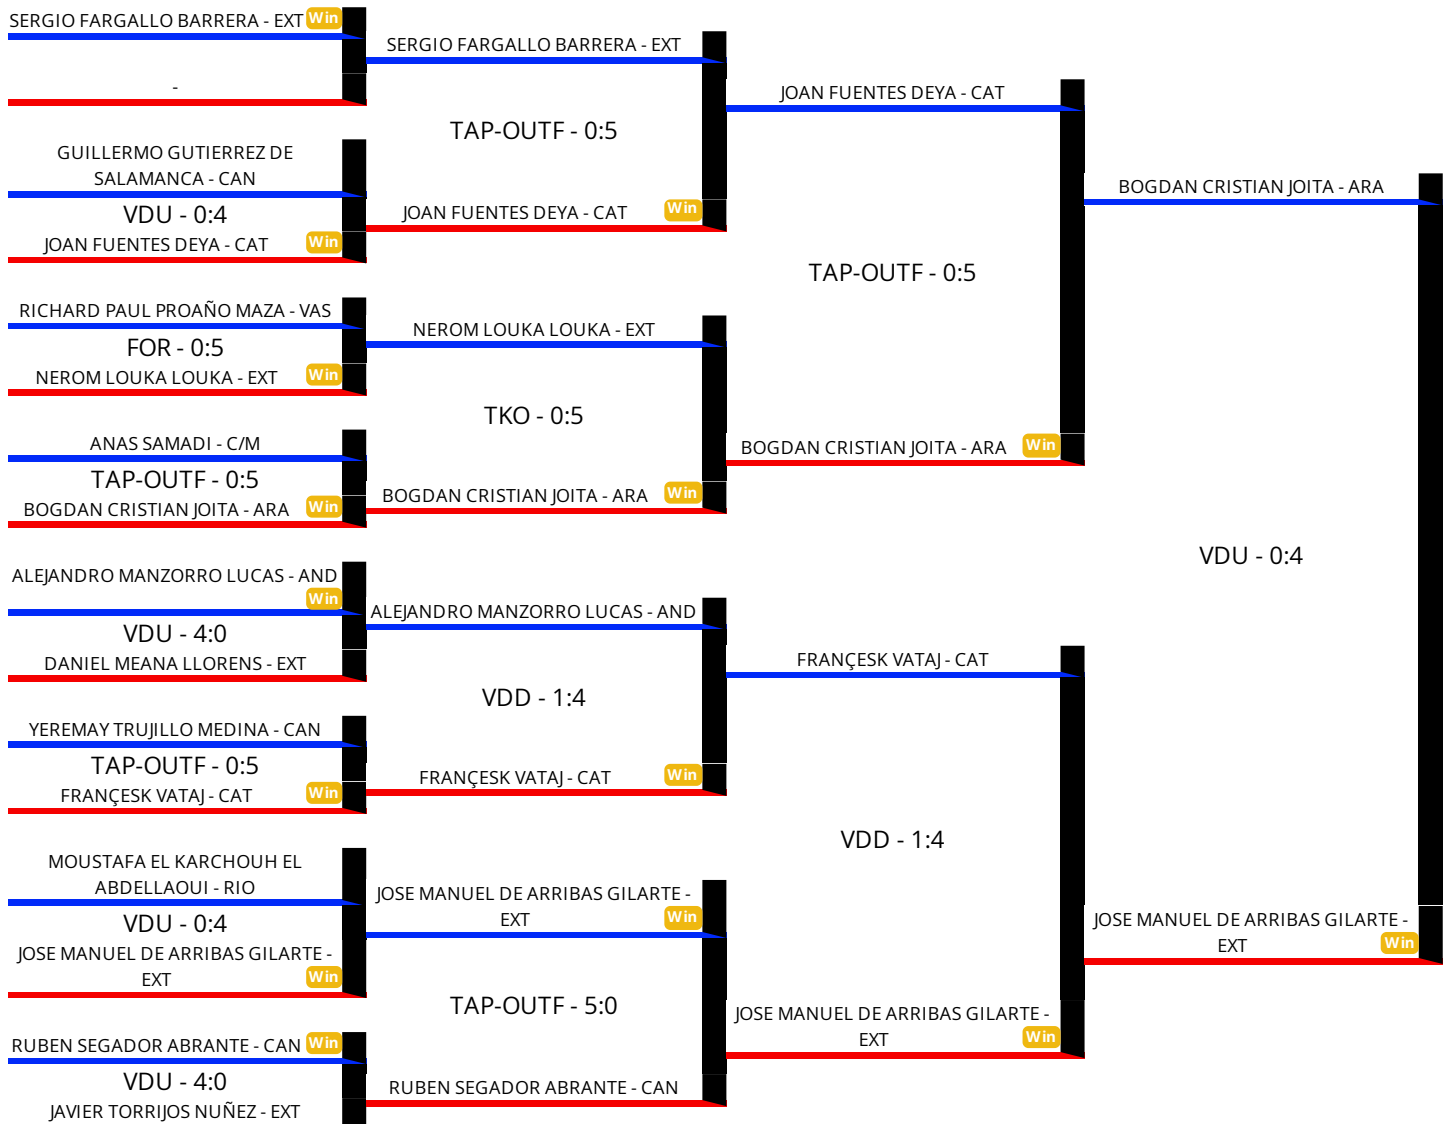 SERGIO FARGALLO BARRERA - EXT Win
-
GUILLERMO GUTIERREZ DE
SALAMANCA - CAN
VDU - 0:4
JOAN FUENTES DEYA - CAT Win
RICHARD PAUL PROAÑO MAZA - VAS
FOR - 0:5
NEROM LOUKA LOUKA - EXT Win
ANAS SAMADI - C/M
TAP-OUTF - 0:5
BOGDAN CRISTIAN JOITA - ARA Win
ALEJANDRO MANZORRO LUCAS - AND
Win
VDU - 4:0
DANIEL MEANA LLORENS - EXT
YEREMAY TRUJILLO MEDINA - CAN
TAP-OUTF - 0:5
FRANÇESK VATAJ - CAT Win
MOUSTAFA EL KARCHOUH EL
ABDELLAOUI - RIO
VDU - 0:4
JOSE MANUEL DE ARRIBAS GILARTE -
EXT Win
RUBEN SEGADOR ABRANTE - CAN Win
VDU - 4:0
JAVIER TORRIJOS NUÑEZ - EXT
SERGIO FARGALLO BARRERA - EXT
TAP-OUTF - 0:5
JOAN FUENTES DEYA - CAT Win
NEROM LOUKA LOUKA - EXT
TKO - 0:5
BOGDAN CRISTIAN JOITA - ARA Win
ALEJANDRO MANZORRO LUCAS - AND
VDD - 1:4
FRANÇESK VATAJ - CAT Win
JOSE MANUEL DE ARRIBAS GILARTE -
EXT Win
TAP-OUTF - 5:0
RUBEN SEGADOR ABRANTE - CAN
JOAN FUENTES DEYA - CAT
TAP-OUTF - 0:5
BOGDAN CRISTIAN JOITA - ARA Win
FRANÇESK VATAJ - CAT
VDD - 1:4
JOSE MANUEL DE ARRIBAS GILARTE -
EXT Win
BOGDAN CRISTIAN JOITA - ARA
VDU - 0:4
JOSE MANUEL DE ARRIBAS GILARTE -
EXT Win